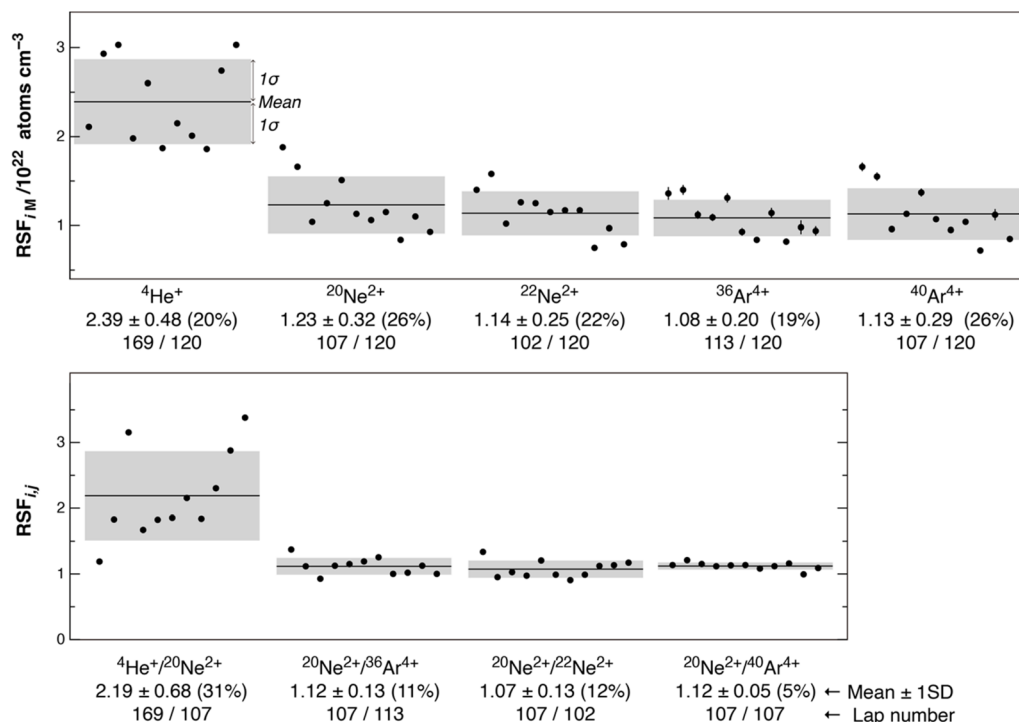 RSF_{i M} /10²² atoms cm⁻³
3
2
1
1σ
Mean
1σ
⁴He⁺ ²⁰Ne²⁺ ²²Ne²⁺ ³⁶Ar⁴⁺ ⁴⁰Ar⁴⁺
2.39 ± 0.48 (20%) 1.23 ± 0.32 (26%) 1.14 ± 0.25 (22%) 1.08 ± 0.20 (19%) 1.13 ± 0.29 (26%)
169 / 120 107 / 120 102 / 120 113 / 120 107 / 120
RSF_{i,j}
3
2
1
0
⁴He⁺/²⁰Ne²⁺ ²⁰Ne²⁺/³⁶Ar⁴⁺ ²⁰Ne²⁺/²²Ne²⁺ ²⁰Ne²⁺/⁴⁰Ar⁴⁺
2.19 ± 0.68 (31%) 1.12 ± 0.13 (11%) 1.07 ± 0.13 (12%) 1.12 ± 0.05 (5%) ← Mean ± 1SD
169 / 107 107 / 113 107 / 102 107 / 107 ← Lap number